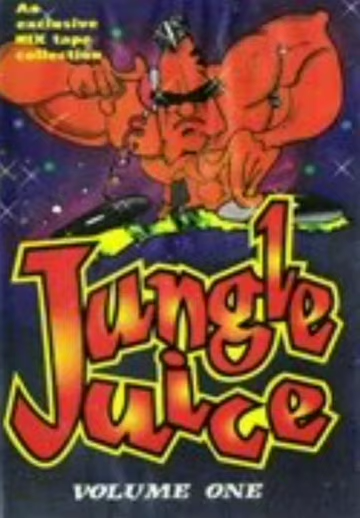 An
exclusive
MIX tape
collection
Jungle
Juice
VOLUME ONE